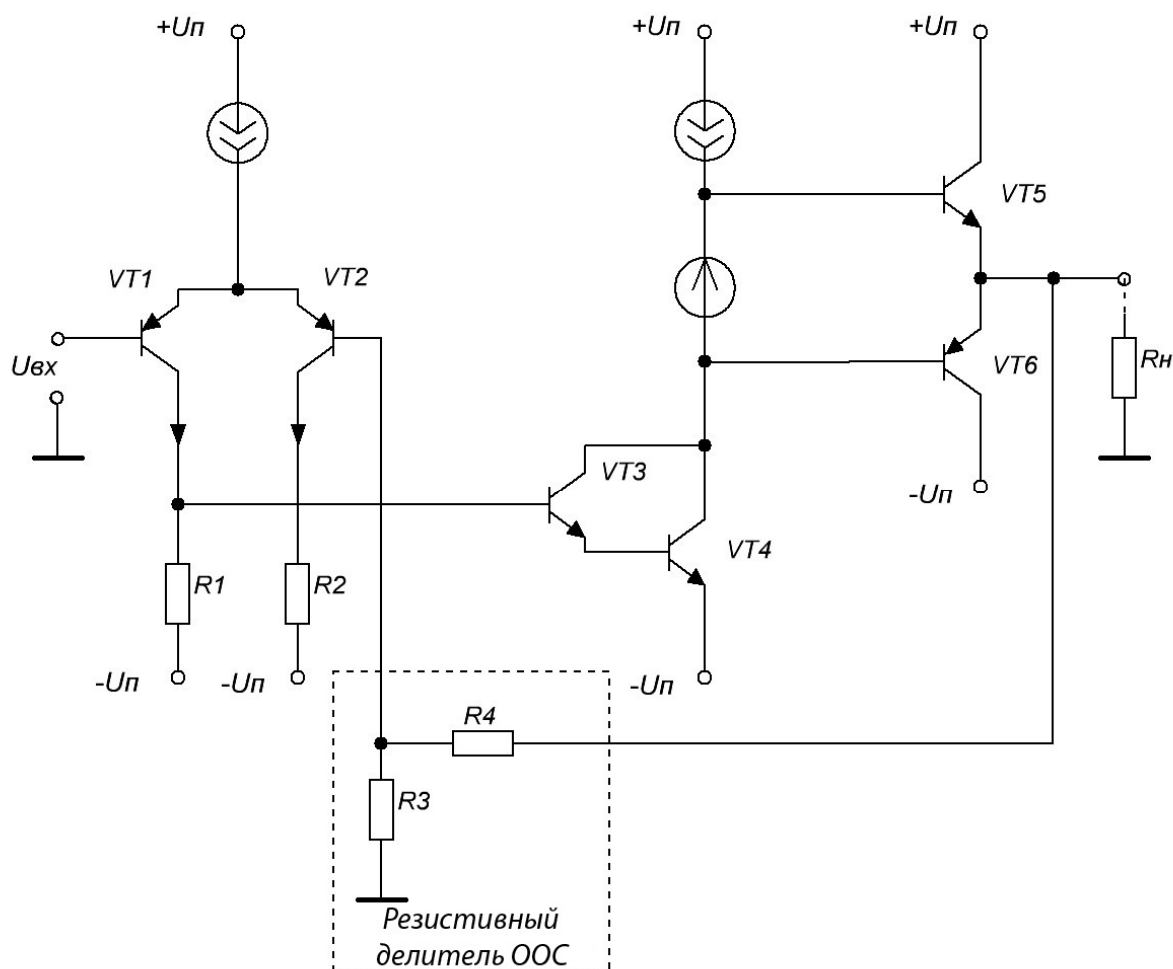 +Uп
+Uп
+Uп
VT1
VT2
VT5
Uвх
VT6
Rн
VT3
-Uп
VT4
R1
R2
-Uп
-Uп
-Uп
R4
R3
Резистивный
делитель ООС